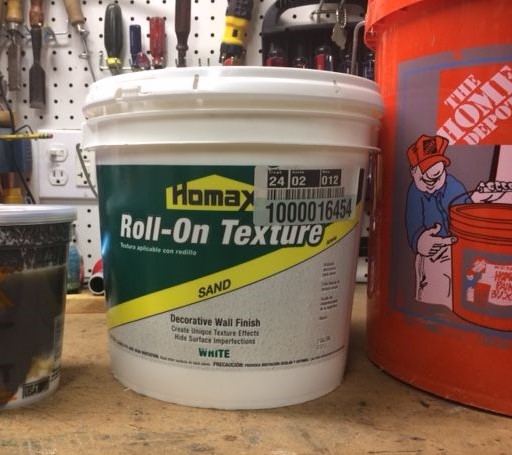 Homax
24 02 012
1000016454
Roll-On Texture
Textura aplicable con rodillo
SAND
Decorative Wall Finish
Create Unique Texture Effects
Hide Surface Imperfections
WHITE
THE
HOME
DEPOT